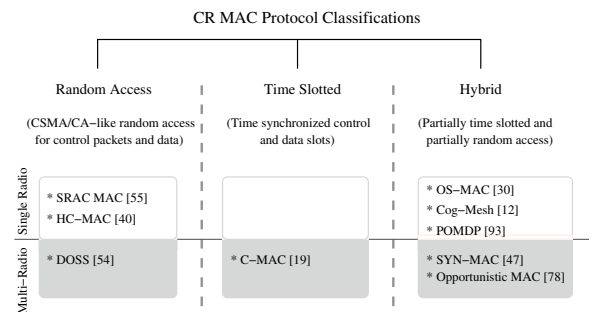 CR MAC Protocol Classifications
Random Access
Time Slotted
Hybrid
(CSMA/CA−like random access
for control packets and data)
(Time synchronized control
and data slots)
(Partially time slotted and
partially random access)
Single Radio
* SRAC MAC [55]
* HC−MAC [40]
* OS−MAC [30]
* Cog−Mesh [12]
* POMDP [93]
Multi−Radio
* DOSS [54]
* C−MAC [19]
* SYN−MAC [47]
* Opportunistic MAC [78]